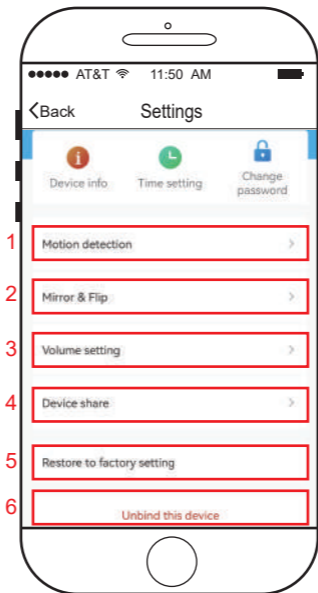 ●●●●● AT&T 11:50 AM
<Back Settings
i
Device info Time setting Change
password
1 Motion detection >
2 Mirror & Flip >
3 Volume setting >
4 Device share >
5 Restore to factory setting
6 Unbind this device